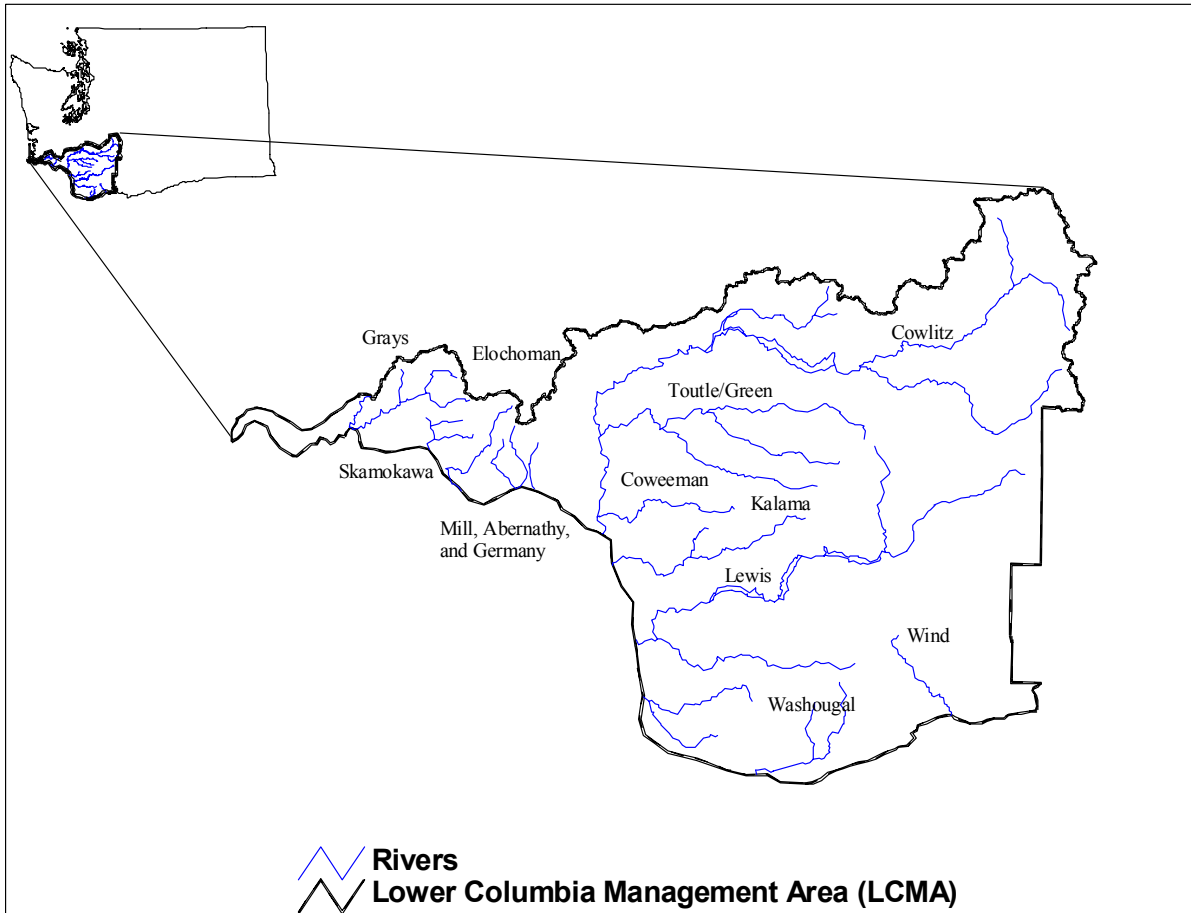 Grays
Elochoman
Cowlitz
Toutle/Green
Skamokawa
Coweeman
Kalama
Mill, Abernathy,
and Germany
Lewis
Wind
Washougal
Rivers
Lower Columbia Management Area (LCMA)